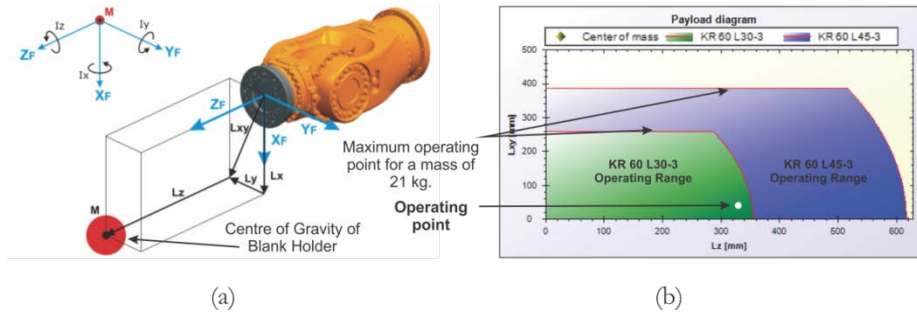 M
Iz
Iy
ZF
YF
Ix
XF
ZF
Lxy
YF
XF
Lx
Ly
Lz
M
Centre of Gravity of
Blank Holder
(a)
Payload diagram
Center of mass KR 60 L30-3 KR 60 L45-3
500
400
300
200
100
0
Lxy [mm]
Maximum operating
point for a mass of
21 kg.
KR 60 L30-3
Operating Range
KR 60 L45-3
Operating Range
Operating
point
0 100 200 300 400 500 600
Lz [mm]
(b)